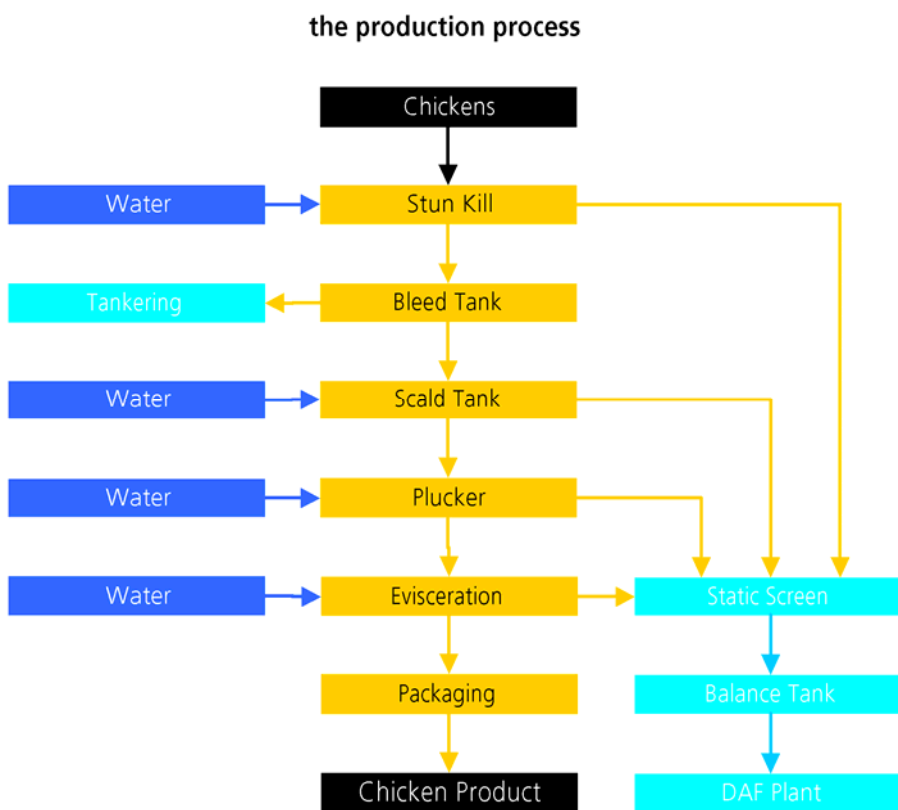 the production process
Chickens
Water
Stun Kill
Tankering
Bleed Tank
Water
Scald Tank
Water
Plucker
Water
Evisceration
Static Screen
Packaging
Balance Tank
Chicken Product
DAF Plant